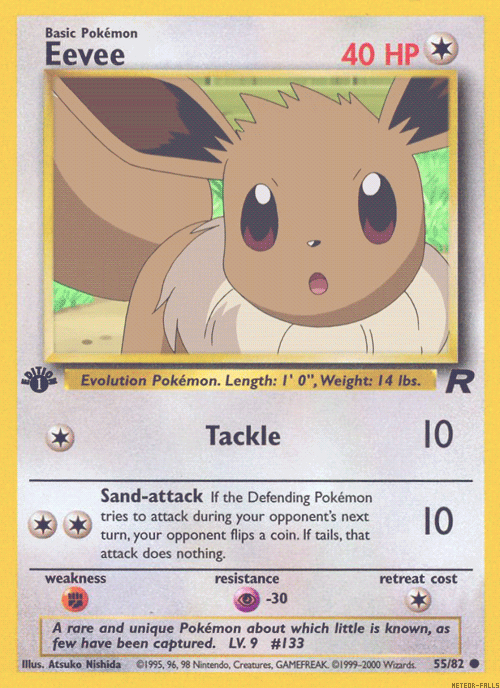 Basic Pokémon
Eevee
40 HP
EDITION
1
Evolution Pokémon. Length: 1' 0", Weight: 14 lbs.
R
Tackle
10
Sand-attack If the Defending Pokémon
tries to attack during your opponent's next
turn, your opponent flips a coin. If tails, that
attack does nothing.
10
weakness
resistance
retreat cost
-30
A rare and unique Pokémon about which little is known, as
few have been captured. LV. 9 #133
Illus. Atsuko Nishida ©1995, 96, 98 Nintendo, Creatures, GAMEFREAK. ©1999-2000 Wizards. 55/82
METEOR-FALLS